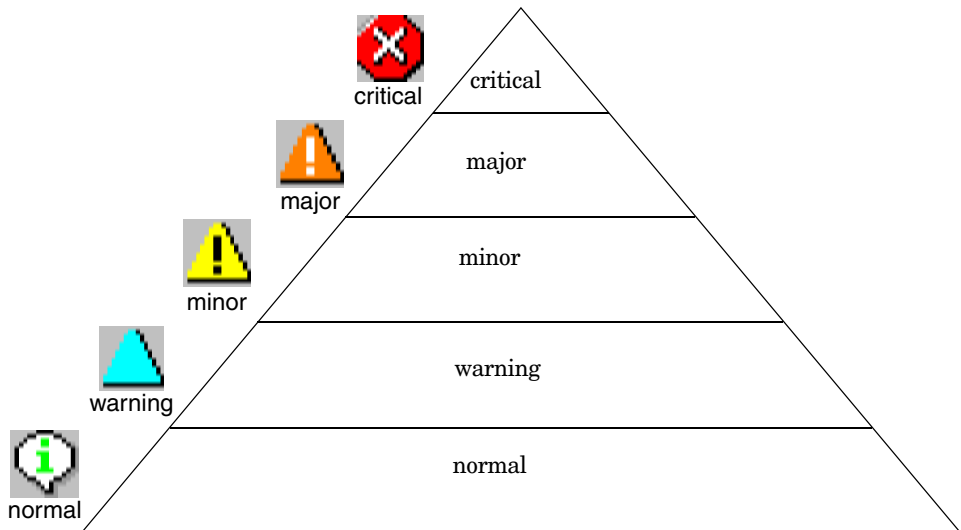 critical
critical
major
major
minor
minor
warning
warning
normal
normal